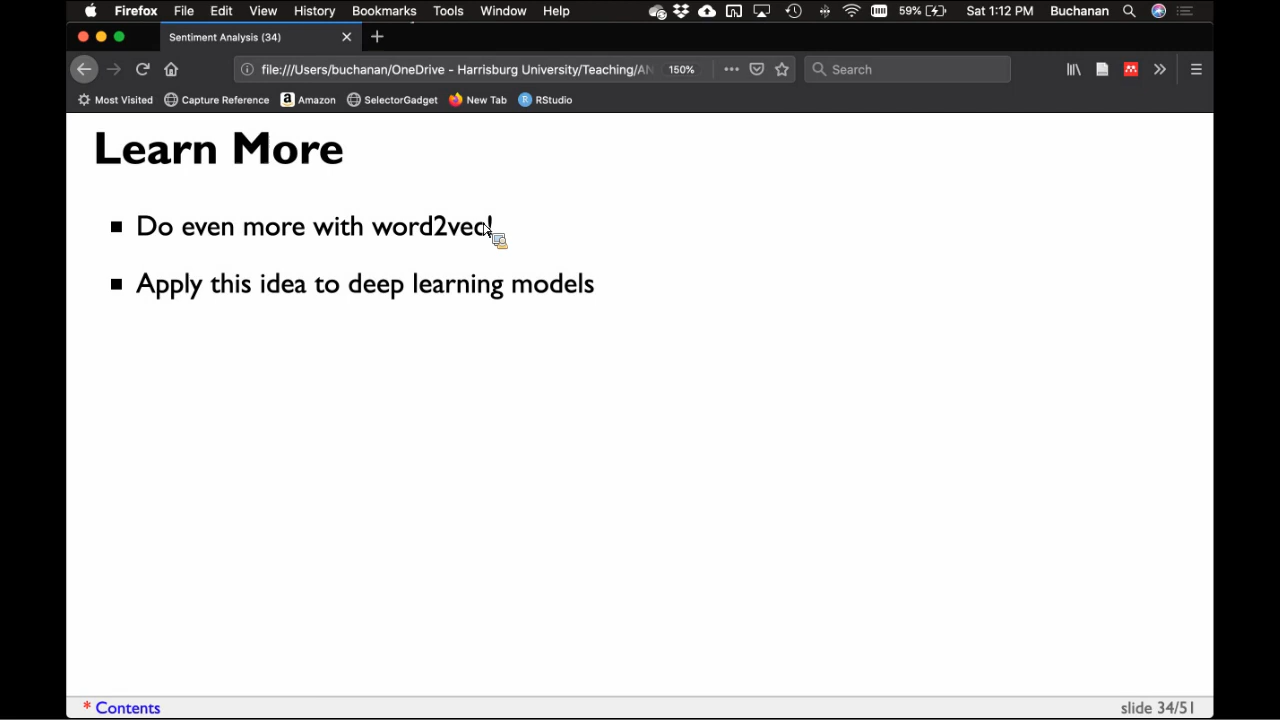 Firefox File Edit View History Bookmarks Tools Window Help 59% Sat 1:12 PM Buchanan
Sentiment Analysis (34)
file:///Users/buchanan/OneDrive - Harrisburg University/Teaching/AN 150% Search
Most Visited Capture Reference Amazon SelectorGadget New Tab RStudio
Learn More
Do even more with word2vec!
Apply this idea to deep learning models
* Contents slide 34/51